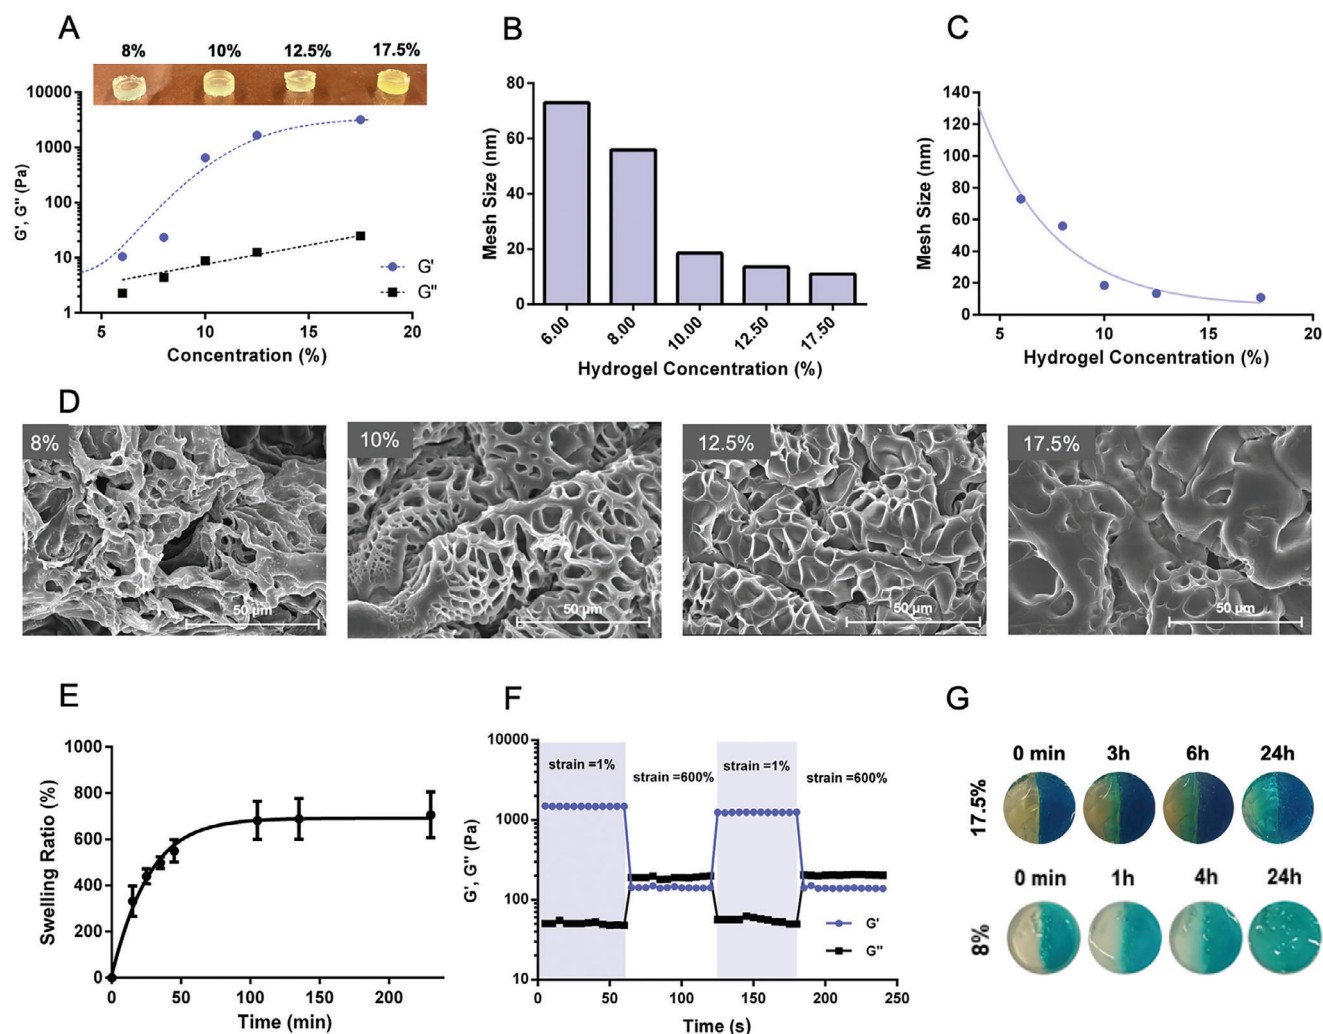 A
8% 10% 12.5% 17.5%
G', G'' (Pa)
10000
1000
100
10
1
G'
G''
5 10 15 20
Concentration (%)
B
Mesh Size (nm)
80
60
40
20
0
6.00 8.00 10.00 12.50 17.50
Hydrogel Concentration (%)
C
Mesh Size (nm)
140
120
100
80
60
40
20
0
5 10 15 20
Hydrogel Concentration (%)
D
8%
50 µm
10%
50 µm
12.5%
50 µm
17.5%
50 µm
E
Swelling Ratio (%)
1000
800
600
400
200
0
0 50 100 150 200
Time (min)
F
G', G'' (Pa)
10000
1000
100
10
strain =1%
strain =600%
strain =1%
strain =600%
G'
G''
0 50 100 150 200 250
Time (s)
G
0 min 3h 6h 24h
17.5%
0 min 1h 4h 24h
8%